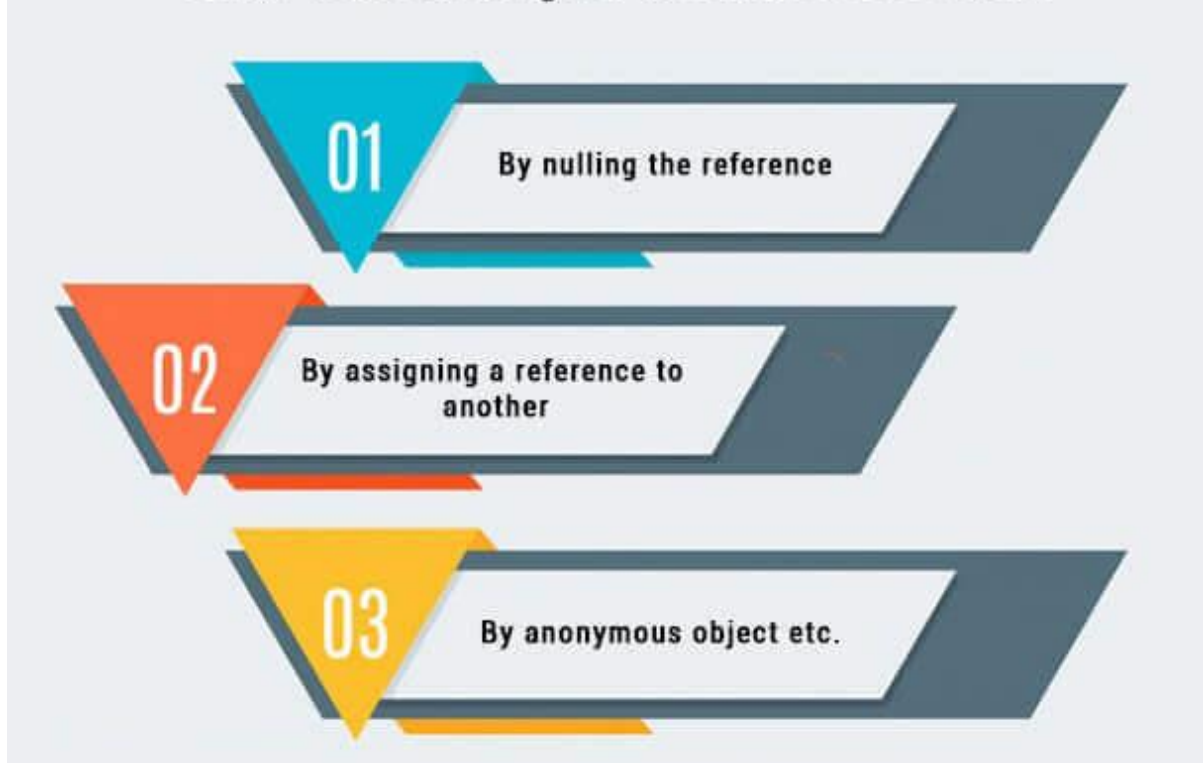 01
By nulling the reference
02
By assigning a reference to
another
03
By anonymous object etc.